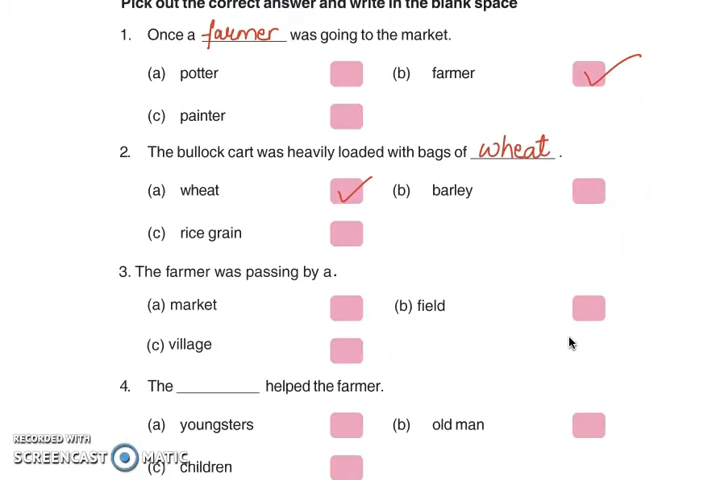 Pick out the correct answer and write in the blank space
1. Once a farmer was going to the market.
(a) potter (b) farmer
(c) painter
2. The bullock cart was heavily loaded with bags of wheat.
(a) wheat (b) barley
(c) rice grain
3. The farmer was passing by a.
(a) market (b) field
(c) village
4. The __________ helped the farmer.
(a) youngsters (b) old man
RECORDED WITH
SCREENCAST MATIC
(c) children